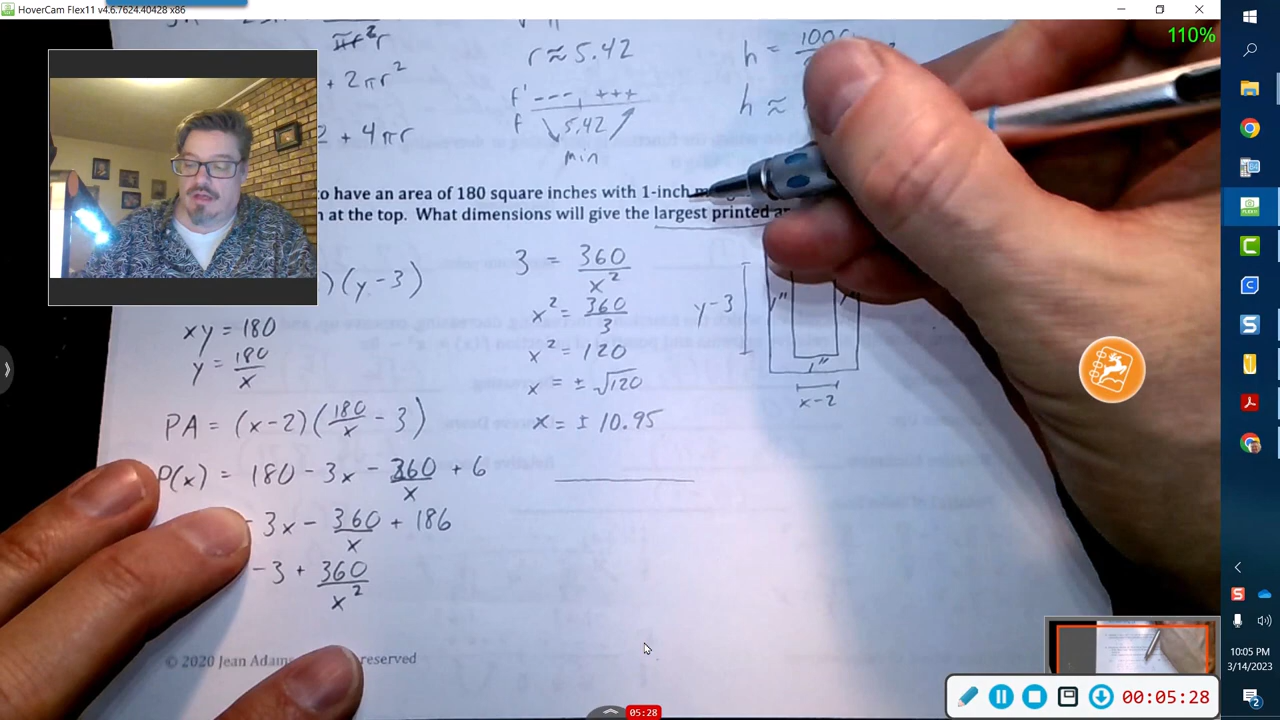 HoverCam Flex11 v4.6.7624.40428 x86
110%
πr² r
+ 2πr²
2 + 4πr
r ≈ 5.42
f' --- +++
f 5.42
min
h = 1000
h ≈
to have an area of 180 square inches with 1-inch
at the top. What dimensions will give the largest printed
)(y-3)
xy = 180
y = 180/x
PA = (x-2)(180/x - 3)
P(x) = 180 - 3x - 360/x + 6
- 3x - 360/x + 186
-3 + 360/x²
3 = 360/x²
x² = 360/3
x² = 120
x = ± √120
x = ± 10.95
y-3
1"
x-2
© 2020 Jean Adam reserved
05:28
00:05:28
10:05 PM
3/14/2023
2